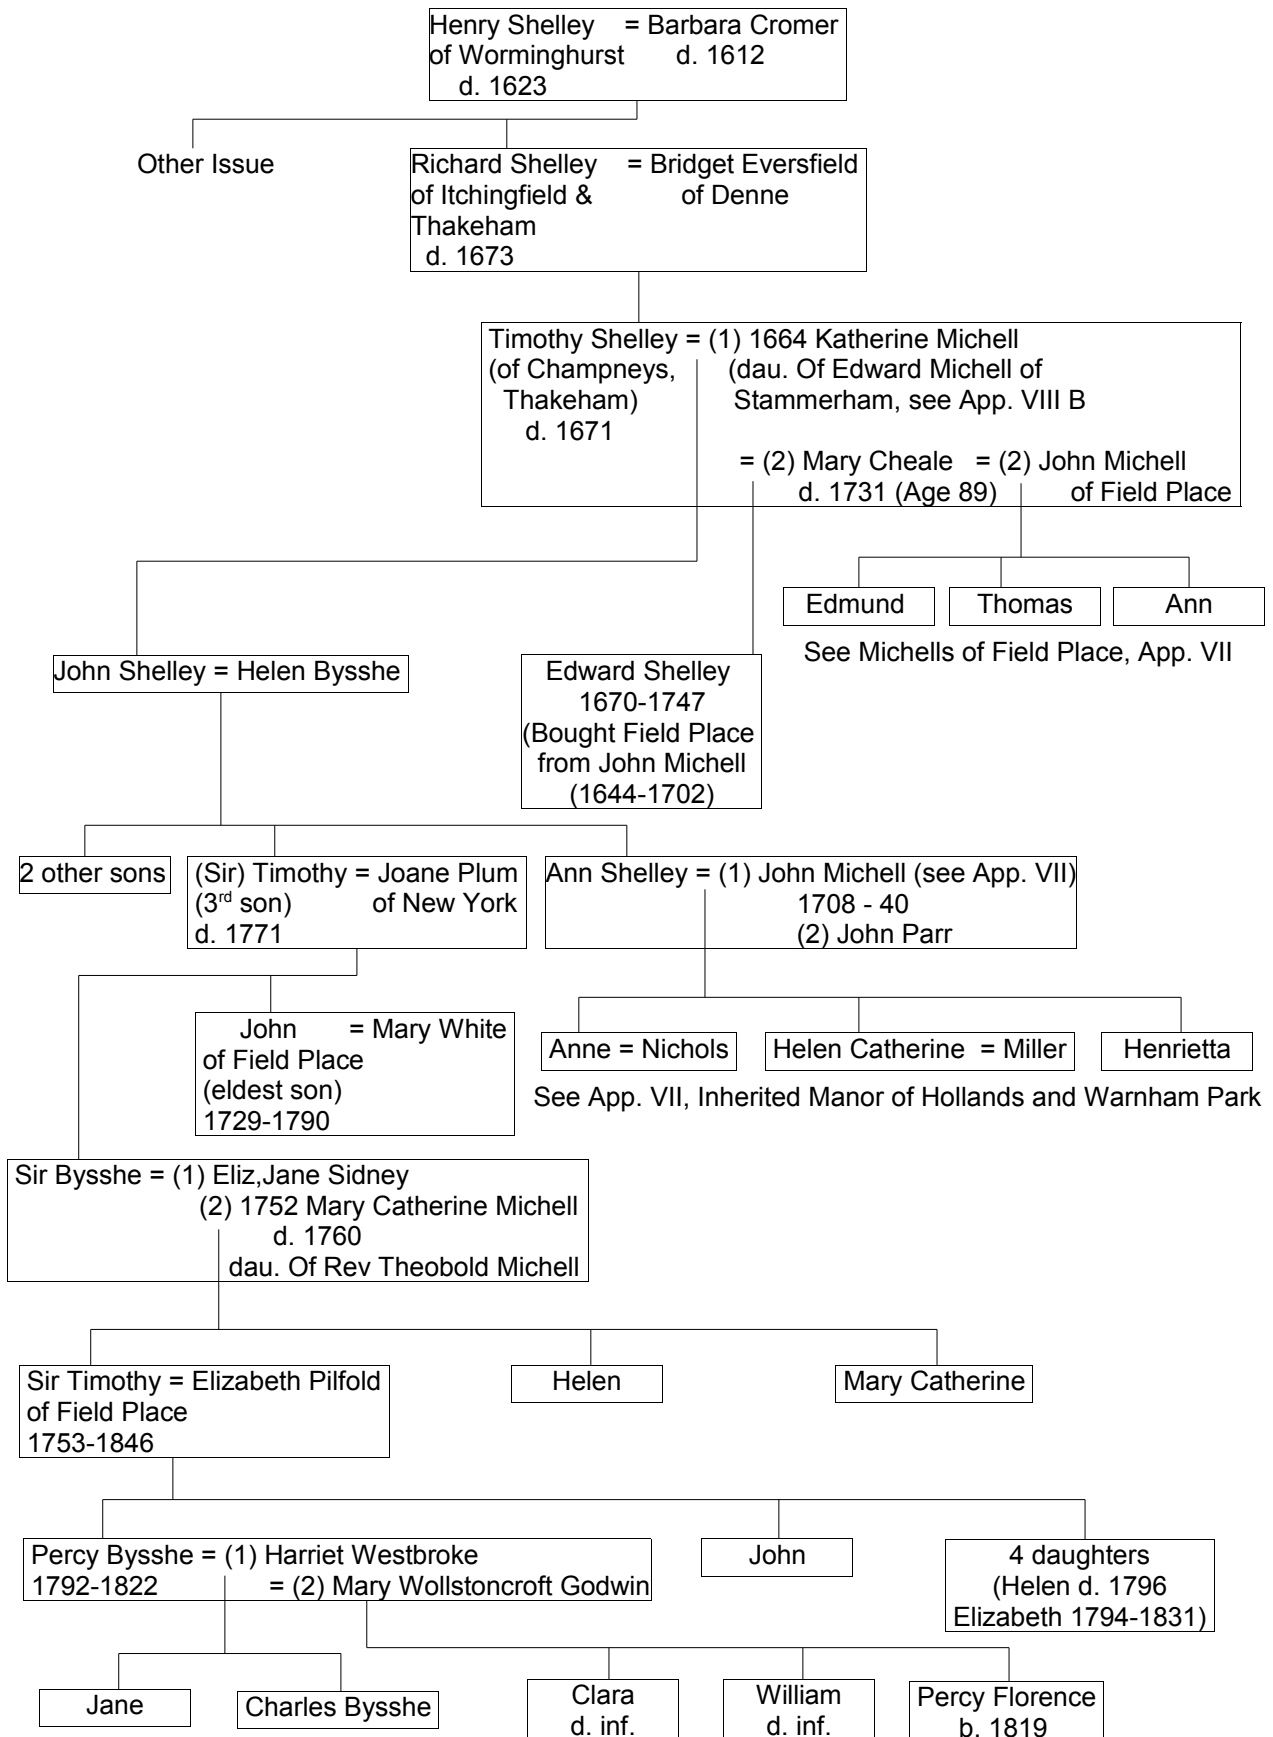 Henry Shelley = Barbara Cromer
of Worminghurst d. 1612
d. 1623
Other Issue
Richard Shelley = Bridget Eversfield
of Itchingfield & of Denne
Thakeham
d. 1673
Timothy Shelley = (1) 1664 Katherine Michell
(of Champneys, (dau. Of Edward Michell of
Thakeham) Stammerham, see App. VIII B
d. 1671
= (2) Mary Cheale = (2) John Michell
d. 1731 (Age 89) of Field Place
Edmund
Thomas
Ann
See Michells of Field Place, App. VII
John Shelley = Helen Bysshe
Edward Shelley
1670-1747
(Bought Field Place
from John Michell
(1644-1702)
2 other sons
(Sir) Timothy = Joane Plum
(3rd son) of New York
d. 1771
Ann Shelley = (1) John Michell (see App. VII)
1708 - 40
(2) John Parr
John = Mary White
of Field Place
(eldest son)
1729-1790
Anne = Nichols
Helen Catherine = Miller
Henrietta
See App. VII, Inherited Manor of Hollands and Warnham Park
Sir Bysshe = (1) Eliz,Jane Sidney
(2) 1752 Mary Catherine Michell
d. 1760
dau. Of Rev Theobold Michell
Sir Timothy = Elizabeth Pilfold
of Field Place
1753-1846
Helen
Mary Catherine
Percy Bysshe = (1) Harriet Westbroke
1792-1822 = (2) Mary Wollstoncroft Godwin
John
4 daughters
(Helen d. 1796
Elizabeth 1794-1831)
Jane
Charles Bysshe
Clara
d. inf.
William
d. inf.
Percy Florence
b. 1819